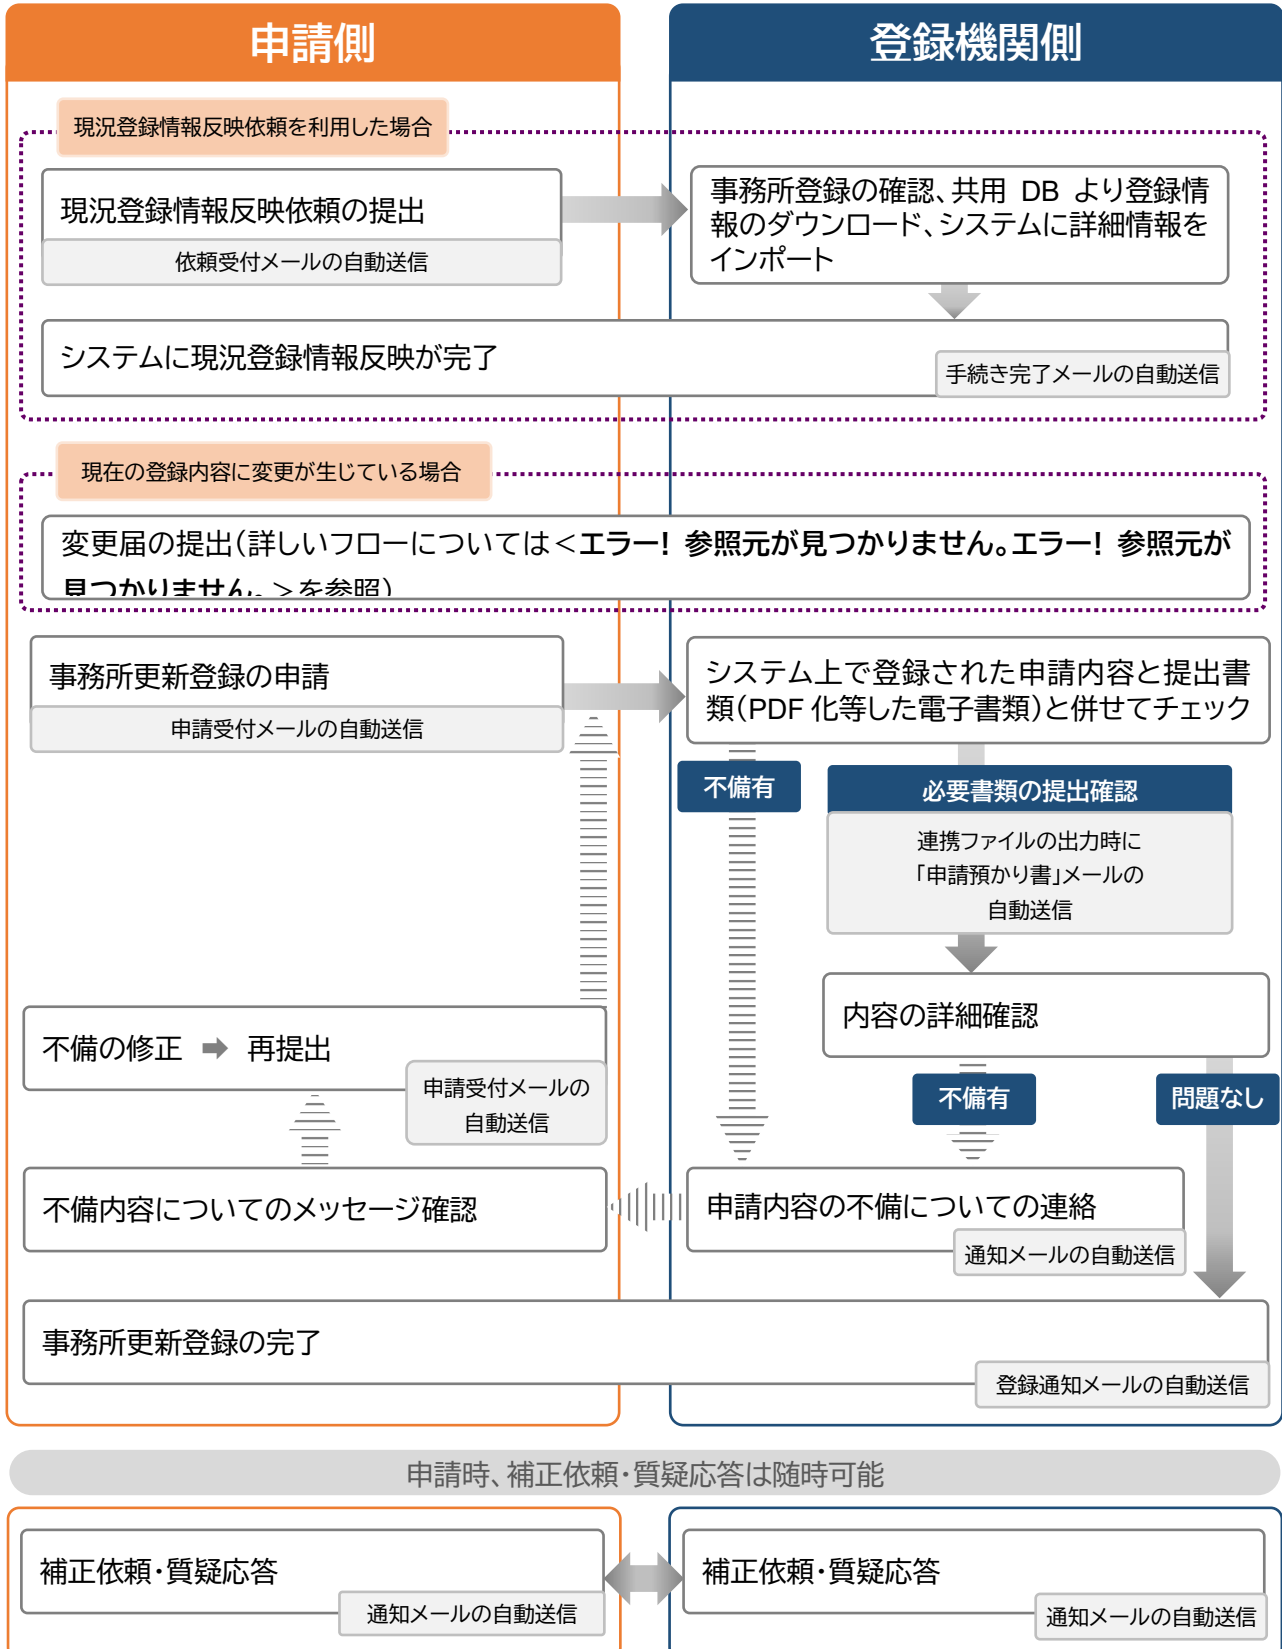 申請側
登録機関側
現況登録情報反映依頼を利用した場合
現況登録情報反映依頼の提出
依頼受付メールの自動送信
事務所登録の確認、共用 DB より登録情
報のダウンロード、システムに詳細情報を
インポート
システムに現況登録情報反映が完了
手続き完了メールの自動送信
現在の登録内容に変更が生じている場合
変更届の提出(詳しいフローについては<エラー! 参照元が見つかりません。エラー! 参照元が
見つかりません。>を参照)
事務所更新登録の申請
申請受付メールの自動送信
システム上で登録された申請内容と提出書
類(PDF 化等した電子書類)と併せてチェック
不備有
必要書類の提出確認
連携ファイルの出力時に
「申請預かり書」メールの
自動送信
内容の詳細確認
不備の修正 ➡ 再提出
申請受付メールの
自動送信
不備有
問題なし
不備内容についてのメッセージ確認
申請内容の不備についての連絡
通知メールの自動送信
事務所更新登録の完了
登録通知メールの自動送信
申請時、補正依頼・質疑応答は随時可能
補正依頼・質疑応答
通知メールの自動送信
補正依頼・質疑応答
通知メールの自動送信